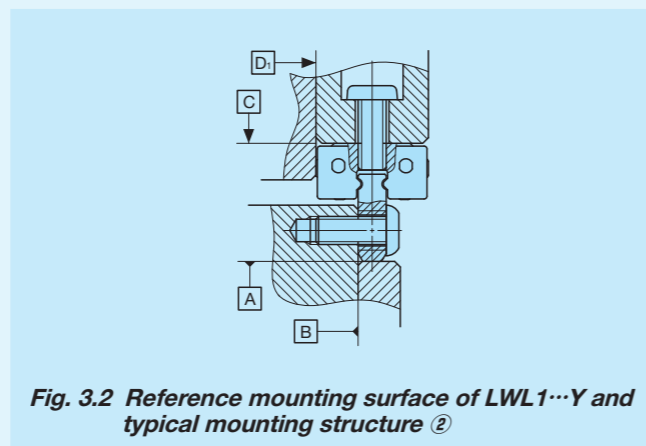 D₁
C
A
B
Fig. 3.2 Reference mounting surface of LWL1···Y and
typical mounting structure ②